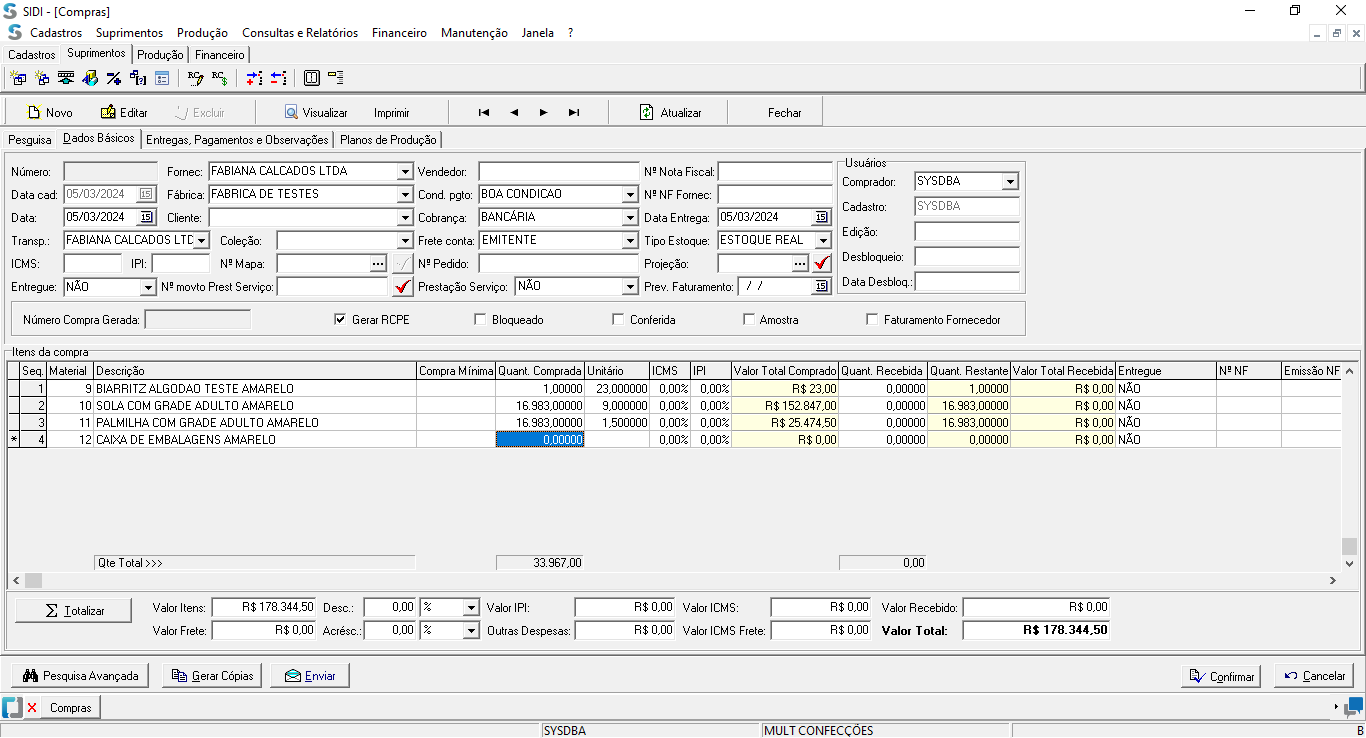 SIDI - [Compras]
Cadastros Suprimentos Produção Consultas e Relatórios Financeiro Manutenção Janela ?
Cadastros Suprimentos Produção Financeiro
Novo Editar Excluir Visualizar Imprimir Atualizar Fechar
Pesquisa Dados Básicos Entregas, Pagamentos e Observações Planos de Produção
Usuários
Número: Fornec: FABIANA CALCADOS LTDA Vendedor: Nº Nota Fiscal: Comprador: SYSDBA
Data cad: 05/03/2024 15 Fábrica: FABRICA DE TESTES Cond. pgto: BOA CONDICAO Nº NF Fornec: Cadastro: SYSDBA
Data: 05/03/2024 15 Cliente: Cobrança: BANCÁRIA Data Entrega: 05/03/2024 15 Edição:
Transp.: FABIANA CALCADOS LTC Coleção: Frete conta: EMITENTE Tipo Estoque: ESTOQUE REAL Desbloqueio:
ICMS: IPI: Nº Mapa: ... Nº Pedido: Projeção: ... Data Desbloq.:
Entregue: NÃO Nº movto Prest Serviço: Prestação Serviço: NÃO Prev. Faturamento: / / 15
Número Compra Gerada: Gerar RCPE Bloqueado Conferida Amostra Faturamento Fornecedor
Itens da compra
Seq. Material Descrição Compra Mínima Quant. Comprada Unitário ICMS IPI Valor Total Comprado Quant. Recebida Quant. Restante Valor Total Recebida Entregue Nº NF Emissão NF
1 9 BIARRITZ ALGODAO TESTE AMARELO 1,00000 23,000000 0,00% 0,00% R$ 23,00 0,00000 1,00000 R$ 0,00 NÃO
2 10 SOLA COM GRADE ADULTO AMARELO 16.983,00000 9,000000 0,00% 0,00% R$ 152.847,00 0,00000 16.983,00000 R$ 0,00 NÃO
3 11 PALMILHA COM GRADE ADULTO AMARELO 16.983,00000 1,500000 0,00% 0,00% R$ 25.474,50 0,00000 16.983,00000 R$ 0,00 NÃO
* 4 12 CAIXA DE EMBALAGENS AMARELO 0,00000 0,00% 0,00% R$ 0,00 0,00000 0,00000 R$ 0,00 NÃO
Qte Total >>> 33.967,00 0,00
Totalizar Valor Itens: R$ 178.344,50 Desc.: 0,00 % Valor IPI: R$ 0,00 Valor ICMS: R$ 0,00 Valor Recebido: R$ 0,00
Valor Frete: R$ 0,00 Acrésc.: 0,00 % Outras Despesas: R$ 0,00 Valor ICMS Frete: R$ 0,00 Valor Total: R$ 178.344,50
Pesquisa Avançada Gerar Cópias Enviar Confirmar Cancelar
Compras
SYSDBA MULT CONFECÇÕES B